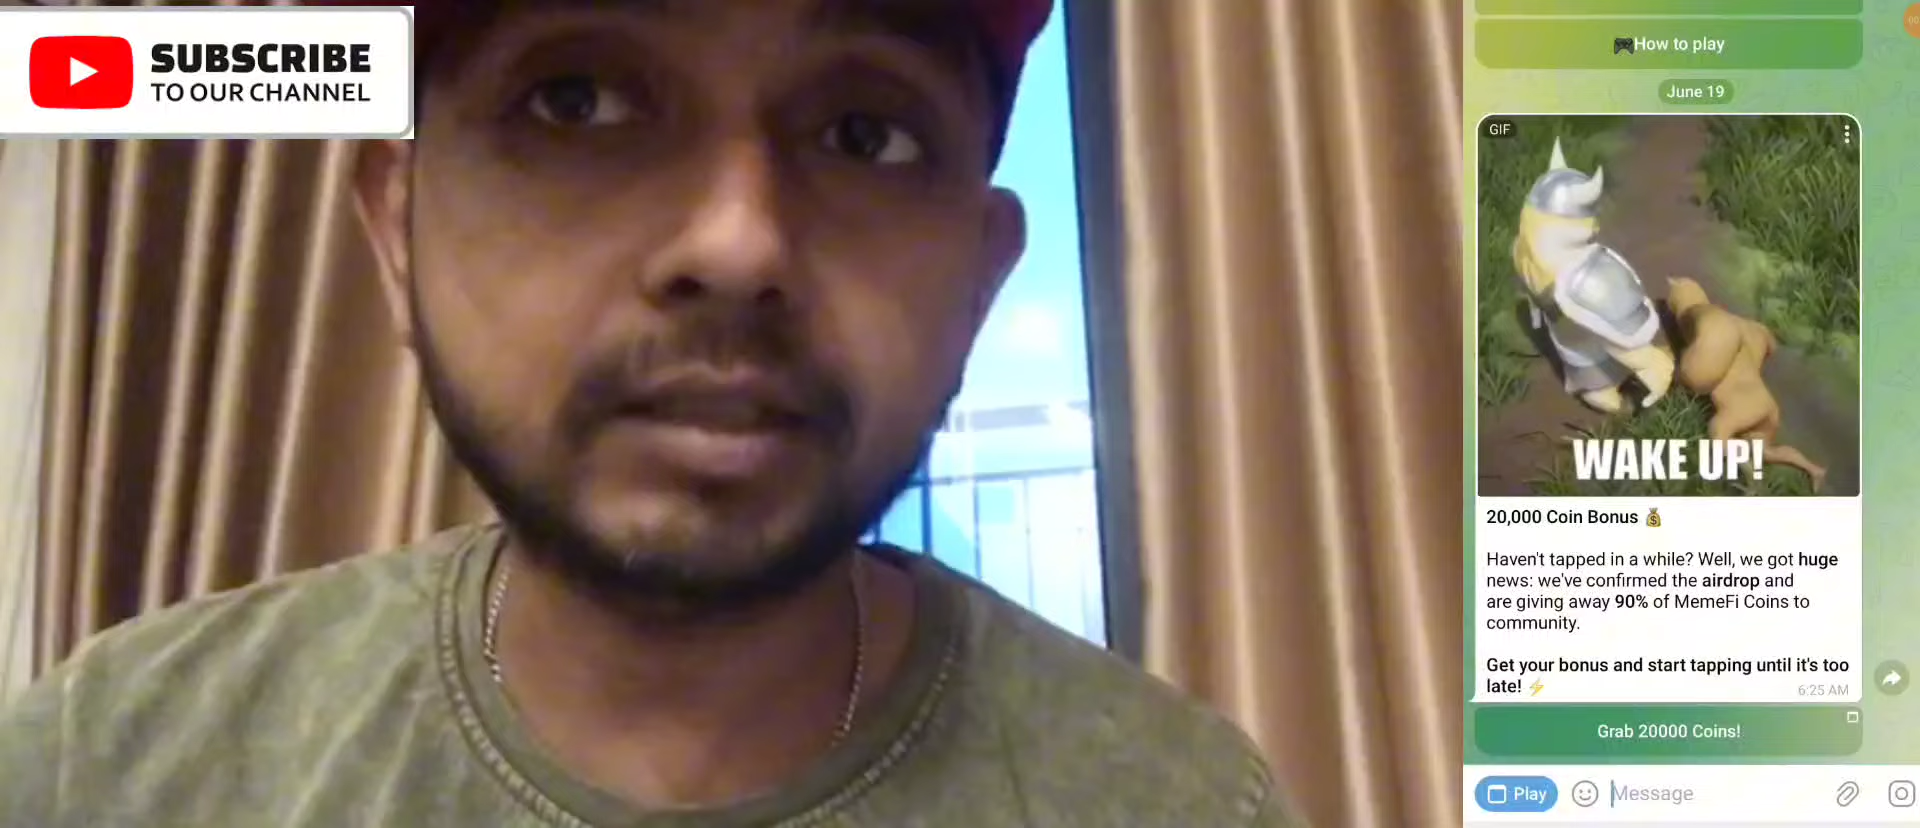 SUBSCRIBE
TO OUR CHANNEL
🎮How to play
June 19
GIF
WAKE UP!
20,000 Coin Bonus 💰
Haven't tapped in a while? Well, we got huge
news: we've confirmed the airdrop and
are giving away 90% of MemeFi Coins to
community.
Get your bonus and start tapping until it's too
late! ⚡
6:25 AM
Grab 20000 Coins!
Play
Message